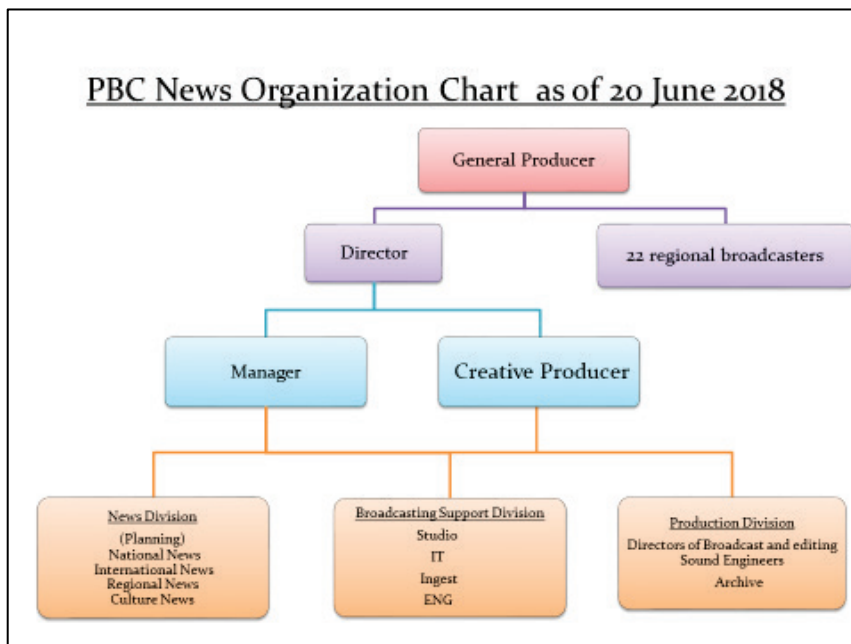 PBC News Organization Chart as of 20 June 2018
General Producer
Director
22 regional broadcasters
Manager
Creative Producer
News Division
(Planning)
National News
International News
Regional News
Culture News
Broadcasting Support Division
Studio
IT
Ingest
ENG
Production Division
Directors of Broadcast and editing
Sound Engineers
Archive